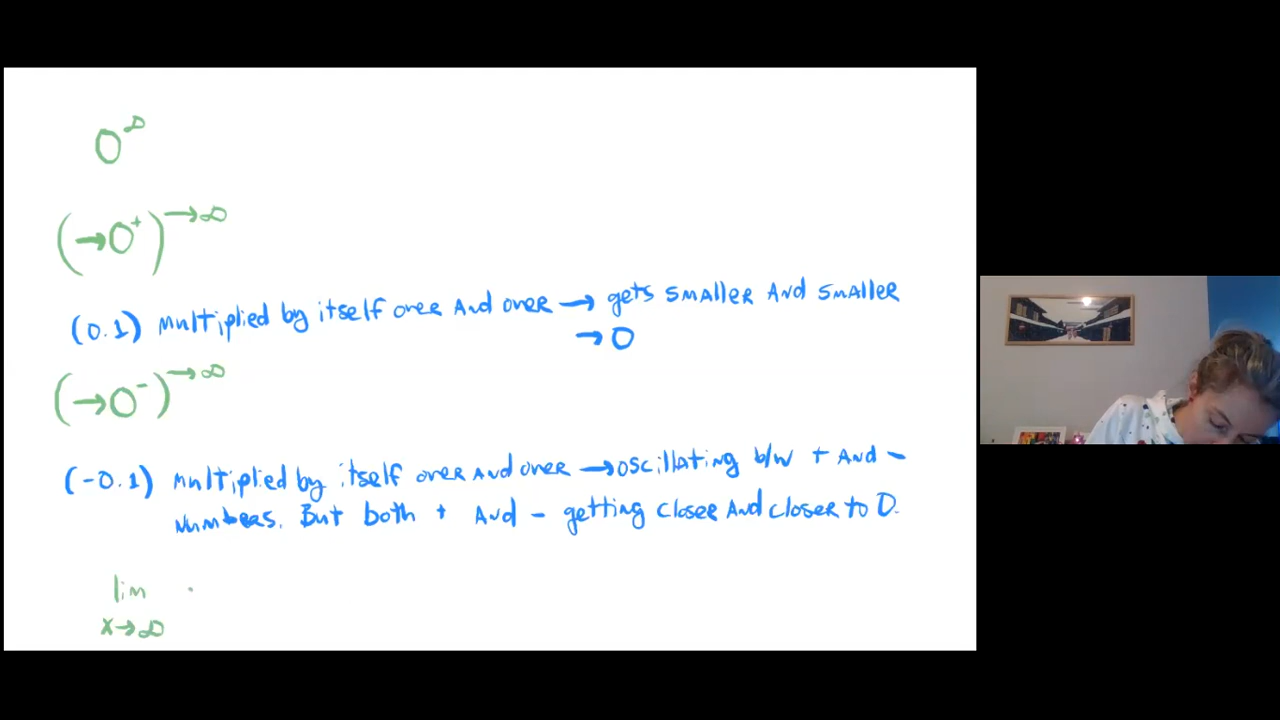 0^∞
(→0⁺)^→∞
(0.1) multiplied by itself over and over → gets smaller and smaller
→ 0
(→0⁻)^→∞
(-0.1) multiplied by itself over and over → oscillating b/w + and -
numbers. But both + and - getting closer and closer to 0.
lim
x→∞